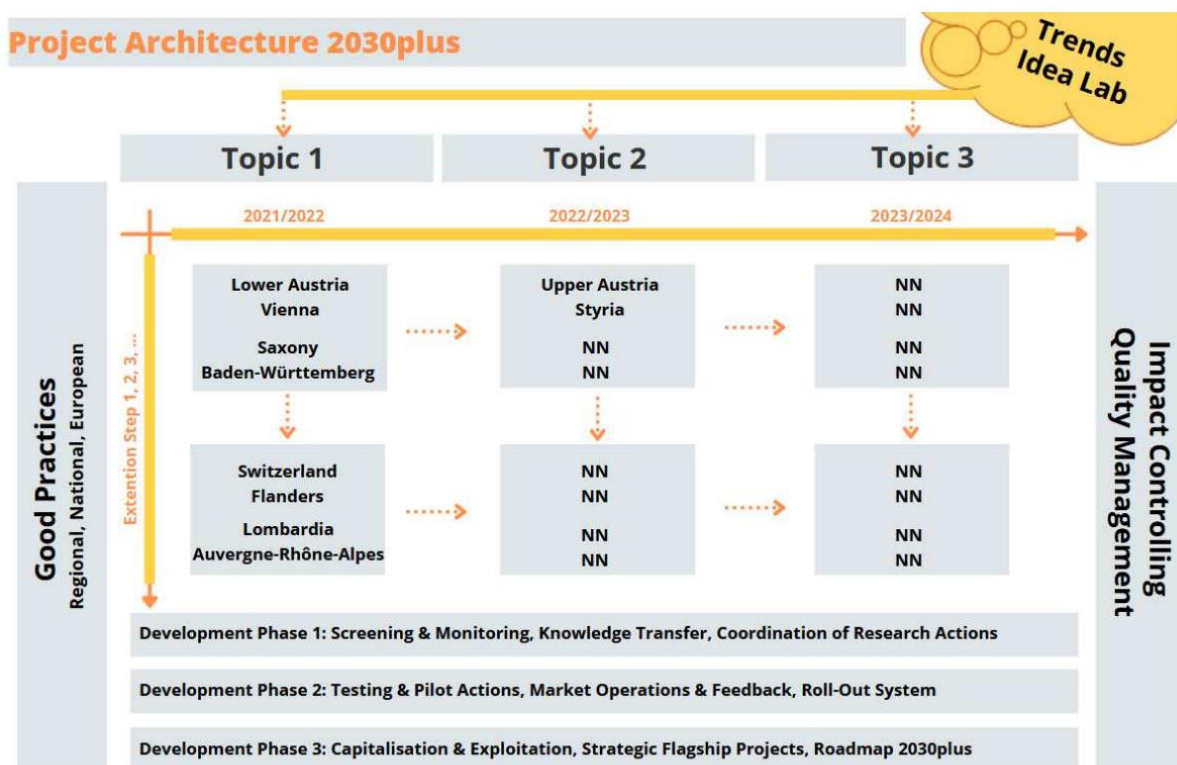 Project Architecture 2030plus
Trends
Idea Lab
Topic 1
Topic 2
Topic 3
Good Practices
Regional, National, European
Extention Step 1, 2, 3, ...
2021/2022
2022/2023
2023/2024
Lower Austria
Vienna
Saxony
Baden-Württemberg
Upper Austria
Styria
NN
NN
NN
NN
NN
NN
Switzerland
Flanders
Lombardia
Auvergne-Rhône-Alpes
NN
NN
NN
NN
NN
NN
NN
NN
Impact Controlling
Quality Management
Development Phase 1: Screening & Monitoring, Knowledge Transfer, Coordination of Research Actions
Development Phase 2: Testing & Pilot Actions, Market Operations & Feedback, Roll-Out System
Development Phase 3: Capitalisation & Exploitation, Strategic Flagship Projects, Roadmap 2030plus